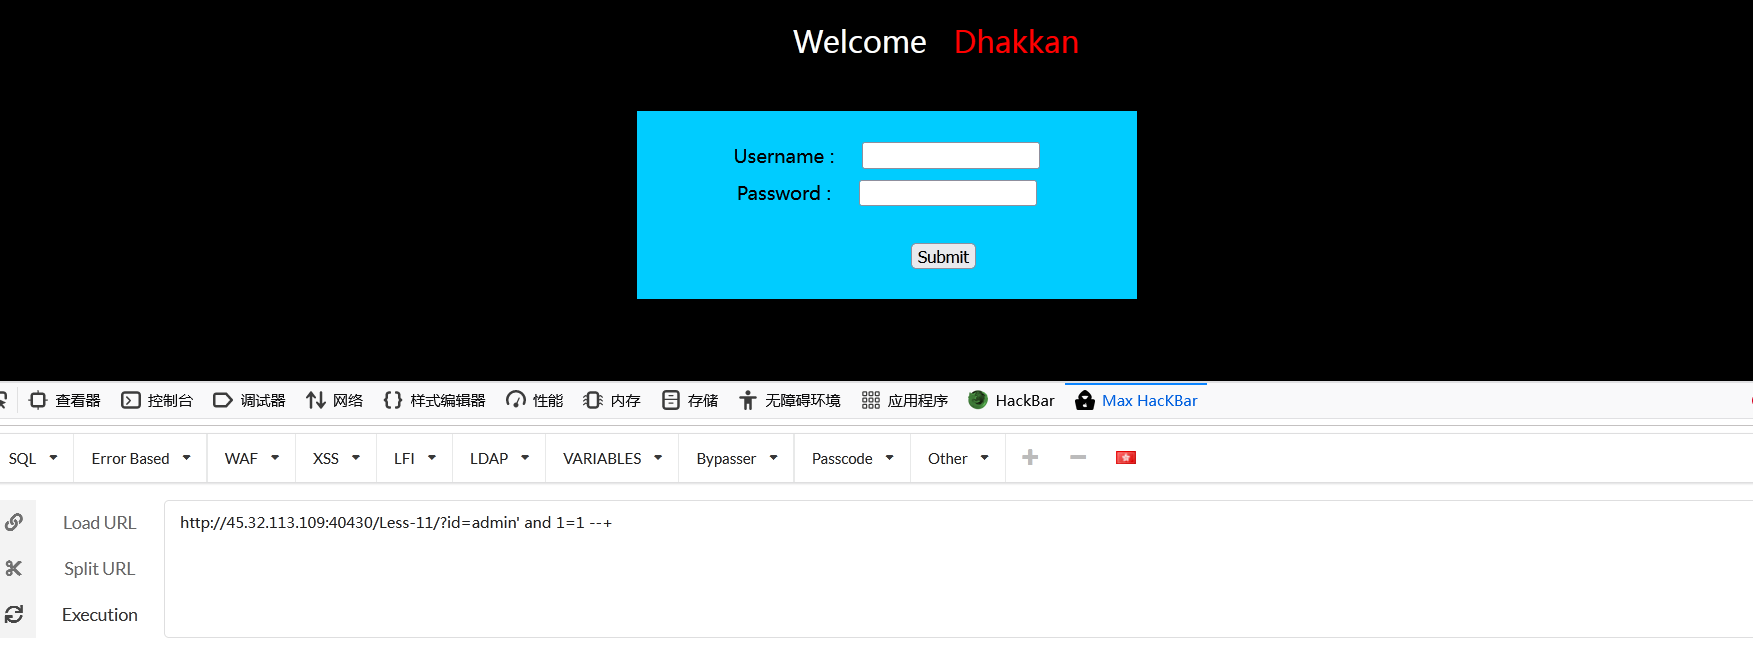 Welcome Dhakkan
Username :
Password :
Submit
查看器 控制台 调试器 网络 样式编辑器 性能 内存 存储 无障碍环境 应用程序 HackBar Max HacKBar
SQL Error Based WAF XSS LFI LDAP VARIABLES Bypasser Passcode Other
Load URL http://45.32.113.109:40430/Less-11/?id=admin' and 1=1 --+
Split URL
Execution